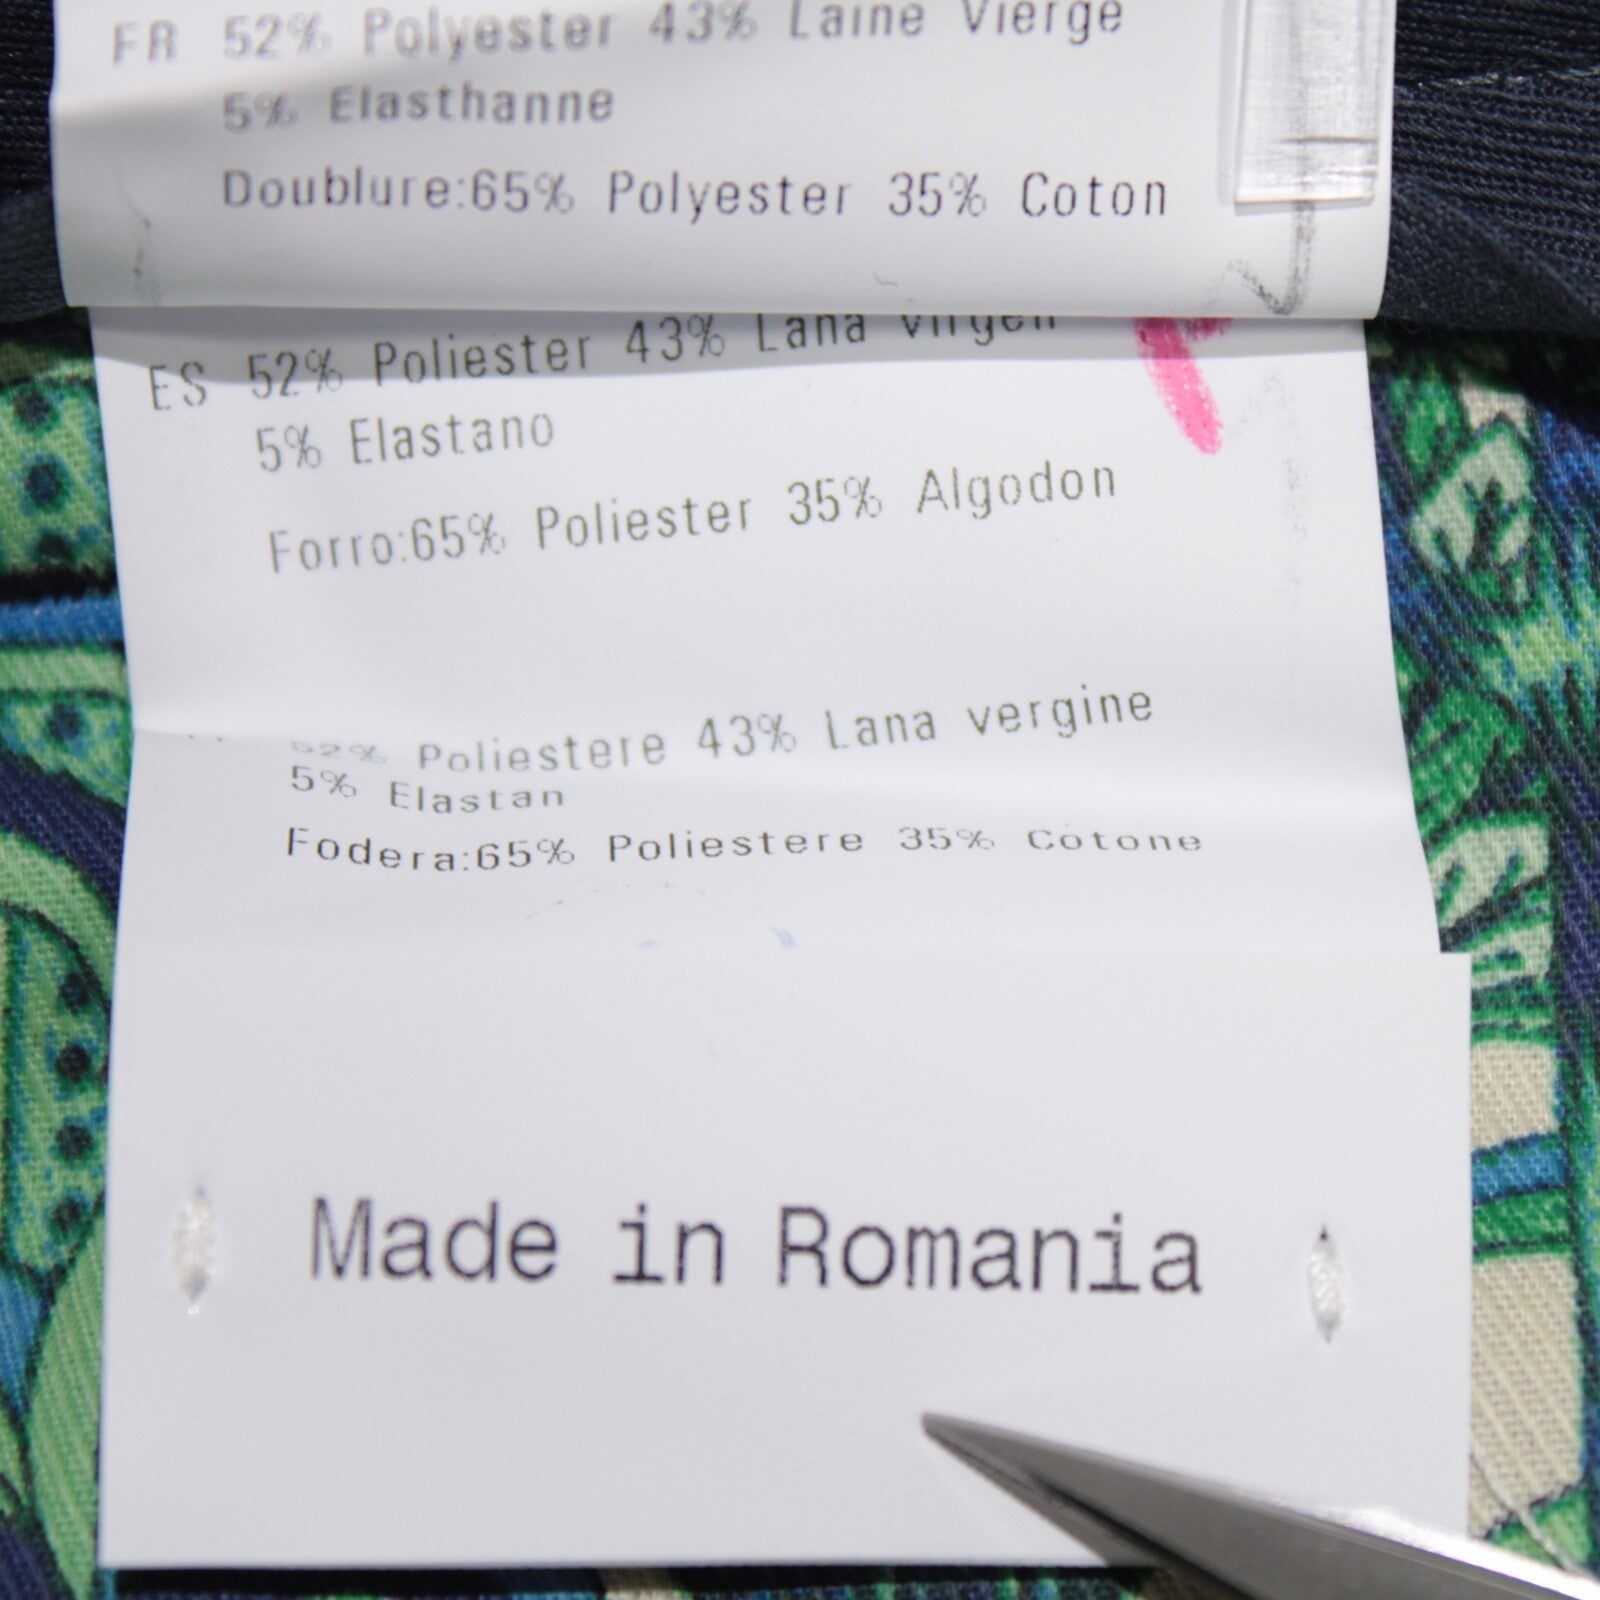 FR 52% Polyester 43% Laine Vierge
5% Elasthanne
Doublure:65% Polyester 35% Coton
ES 52% Poliester 43% Lana virgen
5% Elastano
Forro:65% Poliester 35% Algodon
52% Poliestere 43% Lana vergine
5% Elastan
Fodera:65% Poliestere 35% Cotone
Made in Romania